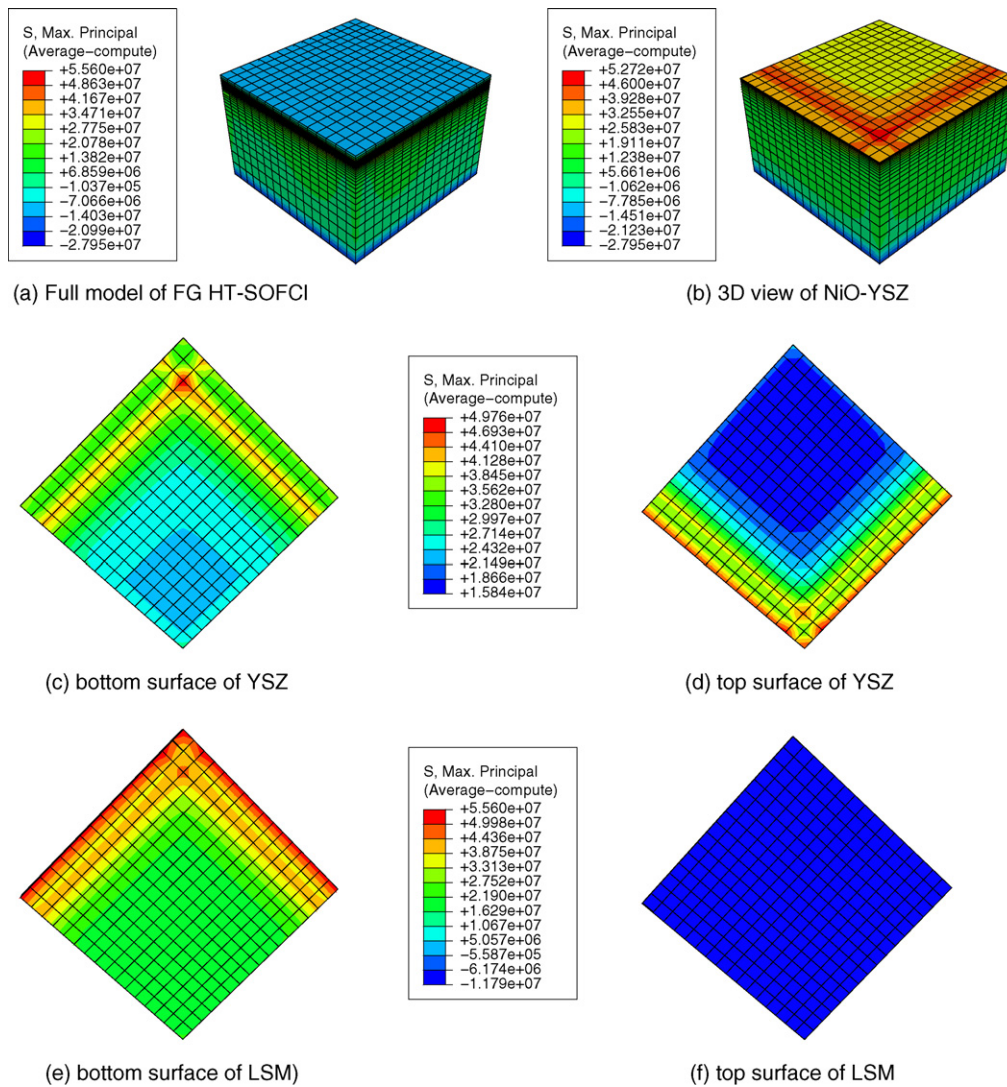 S, Max. Principal
(Average-compute)
+5.560e+07
+4.863e+07
+4.167e+07
+3.471e+07
+2.775e+07
+2.078e+07
+1.382e+07
+6.859e+06
−1.037e+05
−7.066e+06
−1.403e+07
−2.099e+07
−2.795e+07
S, Max. Principal
(Average-compute)
+5.272e+07
+4.600e+07
+3.928e+07
+3.255e+07
+2.583e+07
+1.911e+07
+1.238e+07
+5.661e+06
−1.062e+06
−7.785e+06
−1.451e+07
−2.123e+07
−2.795e+07
(a) Full model of FG HT-SOFCI
(b) 3D view of NiO-YSZ
S, Max. Principal
(Average-compute)
+4.976e+07
+4.693e+07
+4.410e+07
+4.128e+07
+3.845e+07
+3.562e+07
+3.280e+07
+2.997e+07
+2.714e+07
+2.432e+07
+2.149e+07
+1.866e+07
+1.584e+07
(c) bottom surface of YSZ
(d) top surface of YSZ
S, Max. Principal
(Average-compute)
+5.560e+07
+4.998e+07
+4.436e+07
+3.875e+07
+3.313e+07
+2.752e+07
+2.190e+07
+1.629e+07
+1.067e+07
+5.057e+06
−5.587e+05
−6.174e+06
−1.179e+07
(e) bottom surface of LSM)
(f) top surface of LSM